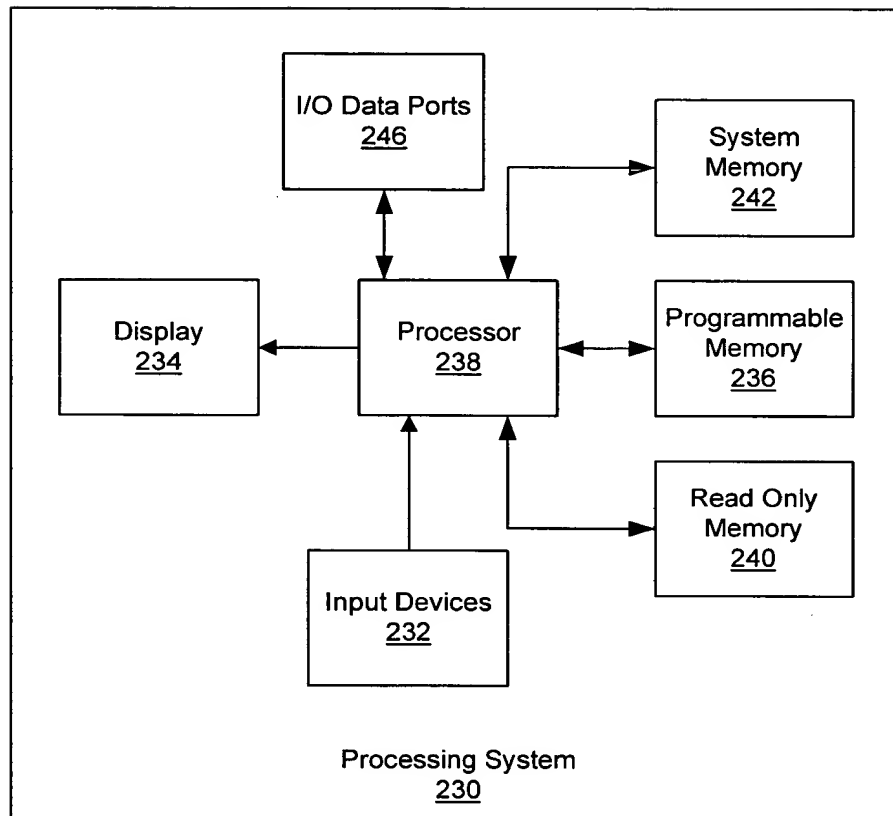 I/O Data Ports
246
System
Memory
242
Display
234
Processor
238
Programmable
Memory
236
Read Only
Memory
240
Input Devices
232
Processing System
230